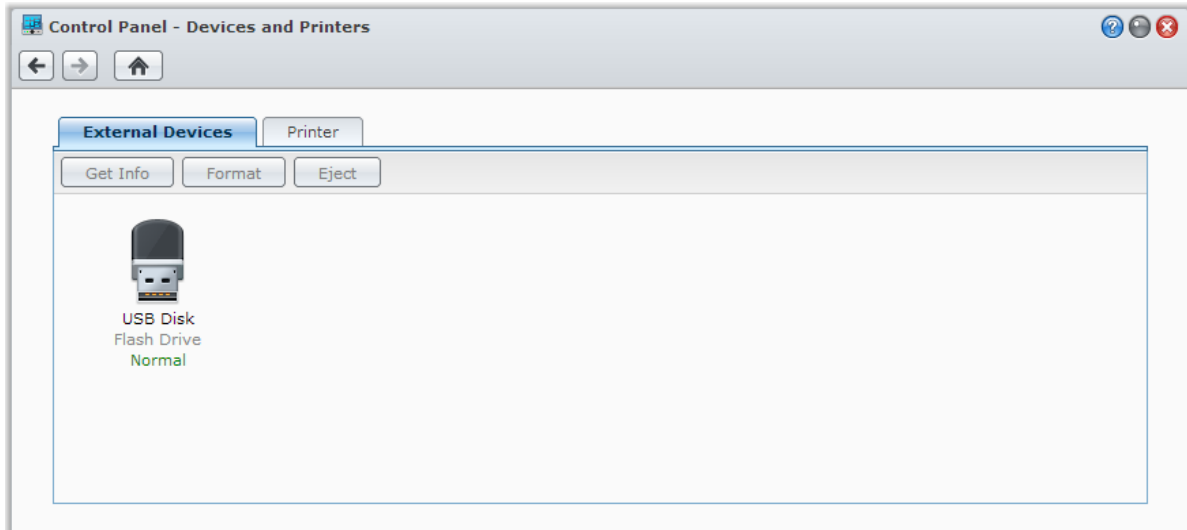 Control Panel - Devices and Printers
External Devices Printer
Get Info Format Eject
USB Disk
Flash Drive
Normal